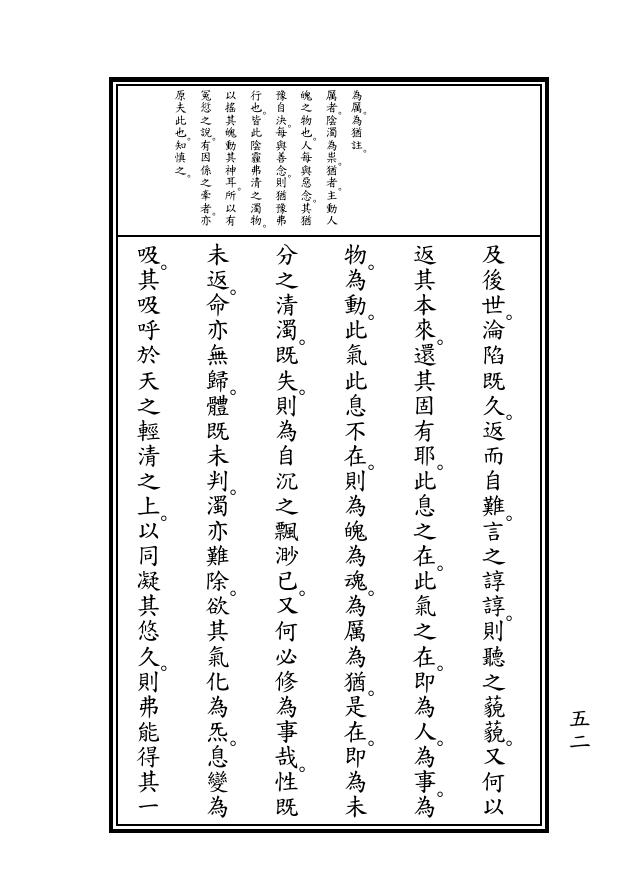 為厲。為猶註。
厲者。陰濁為祟。猶者。主動人
魄之物也。人每與惡念。其猶
豫自決。每與善念。則猶豫弗
行也。皆此陰霾弗清之濁物。
以搖其魄動其神耳。所以有
冤愆之說。有因係之牽者。亦
原夫此也。知慎之。
及後世。淪陷既久。返而自難。言之諄諄。則聽之藐藐。又何以
返其本來。還其固有耶。此息之在。此氣之在。即為人。為事。為
物。為動。此氣此息不在。則為魄為魂。為厲為猶。是在。即為未
分之清濁。既失。則為自沉之飄渺已。又何必修為事哉。性既
未返。命亦無歸。體既未判。濁亦難除。欲其氣化為炁。息變為
吸。其吸呼於天之輕清之上。以同凝其悠久。則弗能得其一
五二